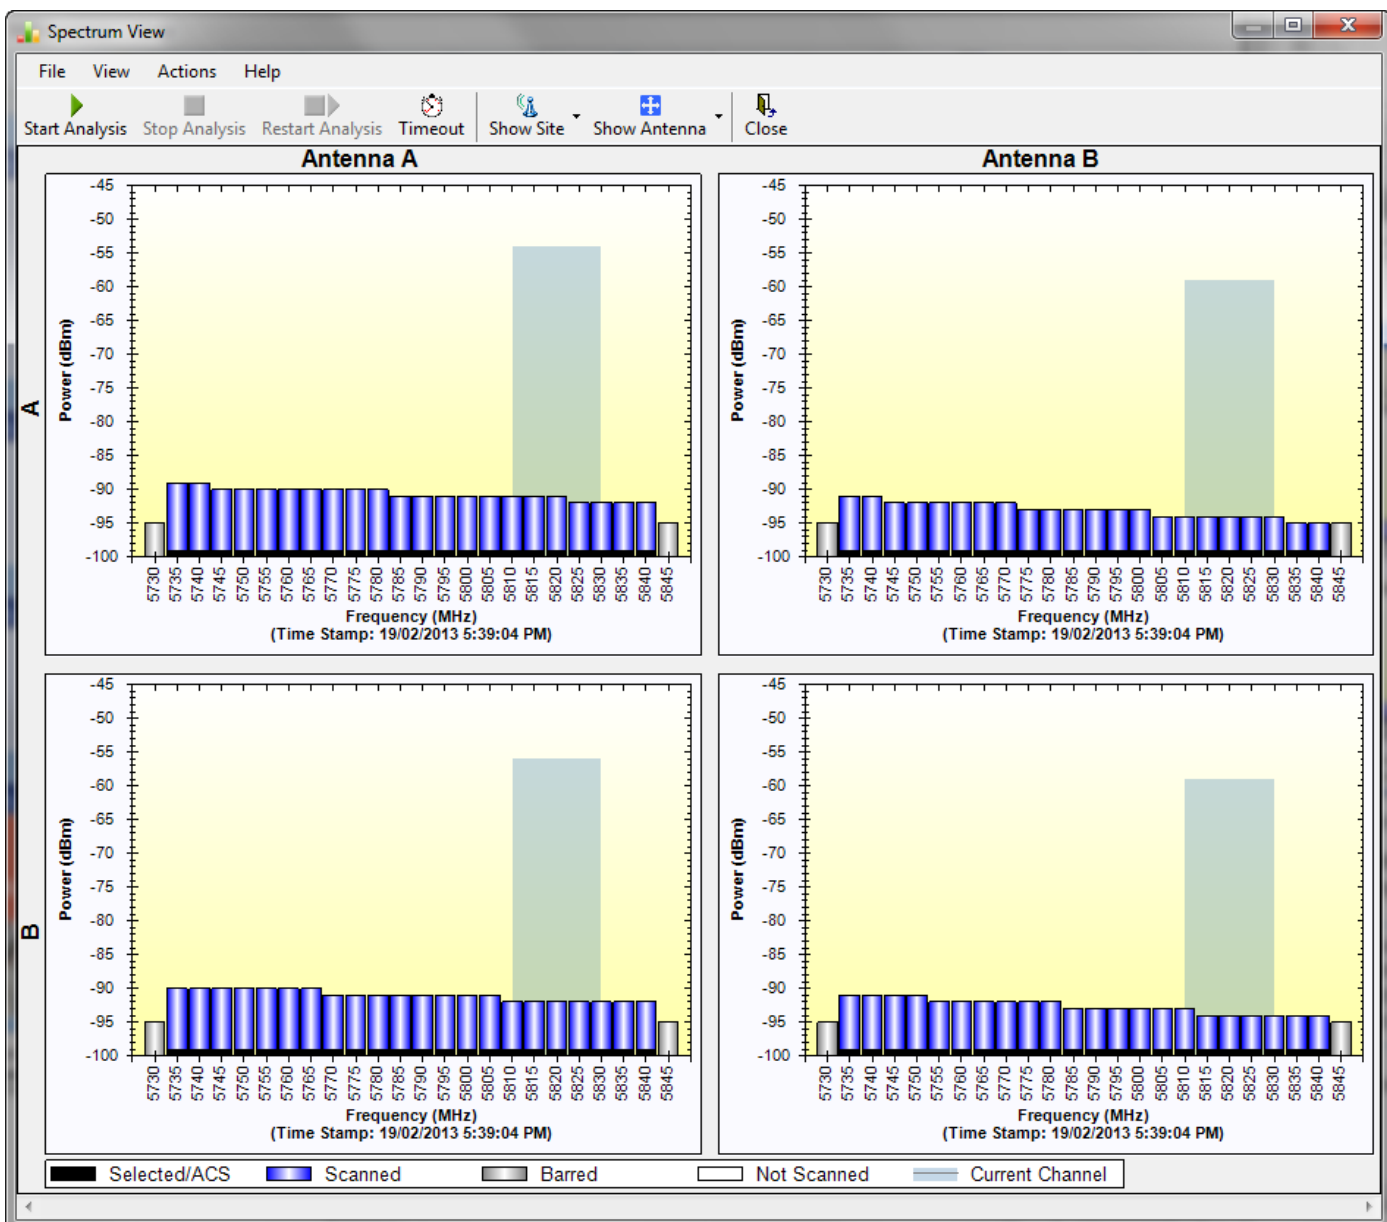 Spectrum View
File View Actions Help
Start Analysis Stop Analysis Restart Analysis Timeout Show Site Show Antenna Close
Antenna A
Antenna B
A
Power (dBm)
-45
-50
-55
-60
-65
-70
-75
-80
-85
-90
-95
-100
5730 5735 5740 5745 5750 5755 5760 5765 5770 5775 5780 5785 5790 5795 5800 5805 5810 5815 5820 5825 5830 5835 5840 5845
Frequency (MHz)
(Time Stamp: 19/02/2013 5:39:04 PM)
Power (dBm)
-45
-50
-55
-60
-65
-70
-75
-80
-85
-90
-95
-100
5730 5735 5740 5745 5750 5755 5760 5765 5770 5775 5780 5785 5790 5795 5800 5805 5810 5815 5820 5825 5830 5835 5840 5845
Frequency (MHz)
(Time Stamp: 19/02/2013 5:39:04 PM)
B
Power (dBm)
-45
-50
-55
-60
-65
-70
-75
-80
-85
-90
-95
-100
5730 5735 5740 5745 5750 5755 5760 5765 5770 5775 5780 5785 5790 5795 5800 5805 5810 5815 5820 5825 5830 5835 5840 5845
Frequency (MHz)
(Time Stamp: 19/02/2013 5:39:04 PM)
Power (dBm)
-45
-50
-55
-60
-65
-70
-75
-80
-85
-90
-95
-100
5730 5735 5740 5745 5750 5755 5760 5765 5770 5775 5780 5785 5790 5795 5800 5805 5810 5815 5820 5825 5830 5835 5840 5845
Frequency (MHz)
(Time Stamp: 19/02/2013 5:39:04 PM)
Selected/ACS Scanned Barred Not Scanned Current Channel